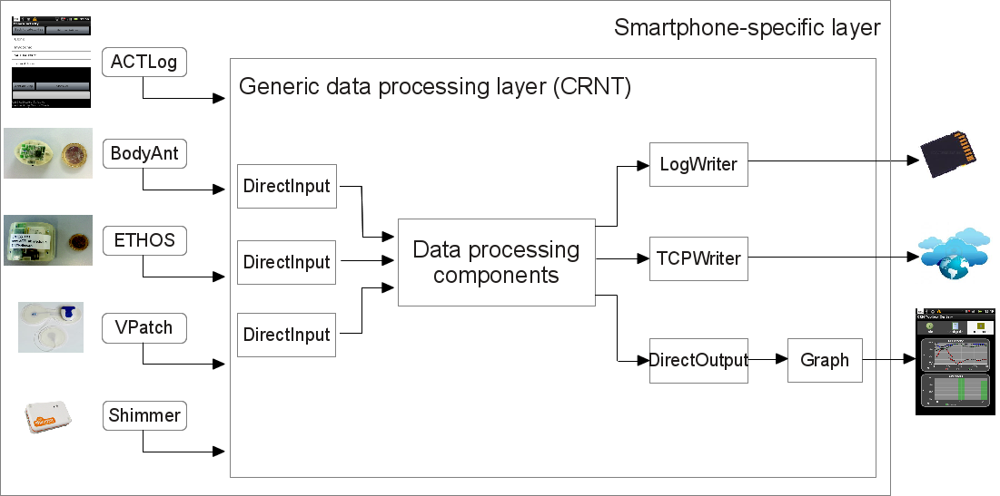 Smartphone-specific layer
ACTLog
Generic data processing layer (CRNT)
BodyAnt
LogWriter
DirectInput
ETHOS
Data processing
components
DirectInput
TCPWriter
VPatch
DirectInput
DirectOutput
Graph
Shimmer